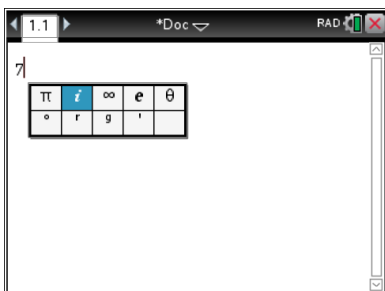 1.1 *Doc RAD
7
π i ∞ e θ
° r g '